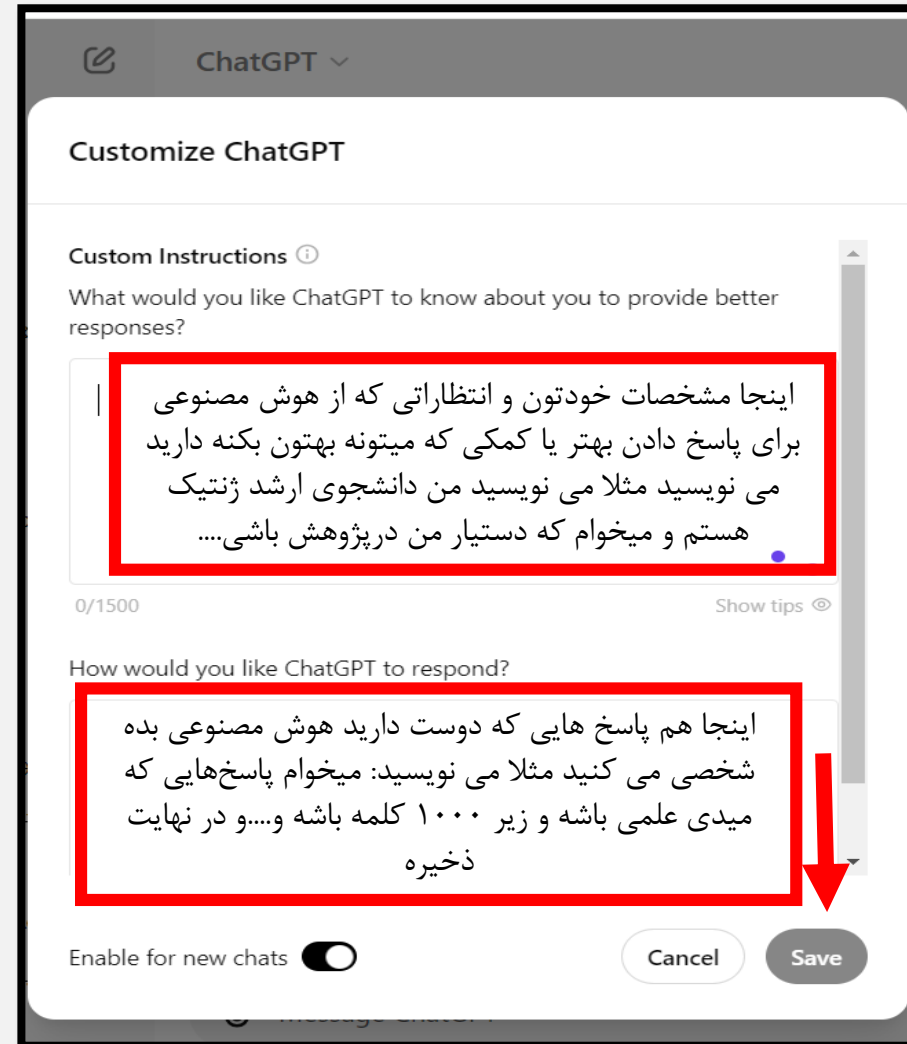 ChatGPT
Customize ChatGPT
Custom Instructions
What would you like ChatGPT to know about you to provide better
responses?
اینجا مشخصات خودتون و انتظاراتی که از هوش مصنوعی
برای پاسخ دادن بهتر یا کمکی که میتونه بهتون بکنه دارید
می نویسید مثلا می نویسید من دانشجوی ارشد ژنتیک
هستم و میخوام که دستیار من درپژوهش باشی....
0/1500
Show tips
How would you like ChatGPT to respond?
اینجا هم پاسخ هایی که دوست دارید هوش مصنوعی بده
شخصی می کنید مثلا می نویسید: میخوام پاسخ‌هایی که
میدی علمی باشه و زیر ۱۰۰۰ کلمه باشه و....و در نهایت
ذخیره
Enable for new chats
Cancel
Save